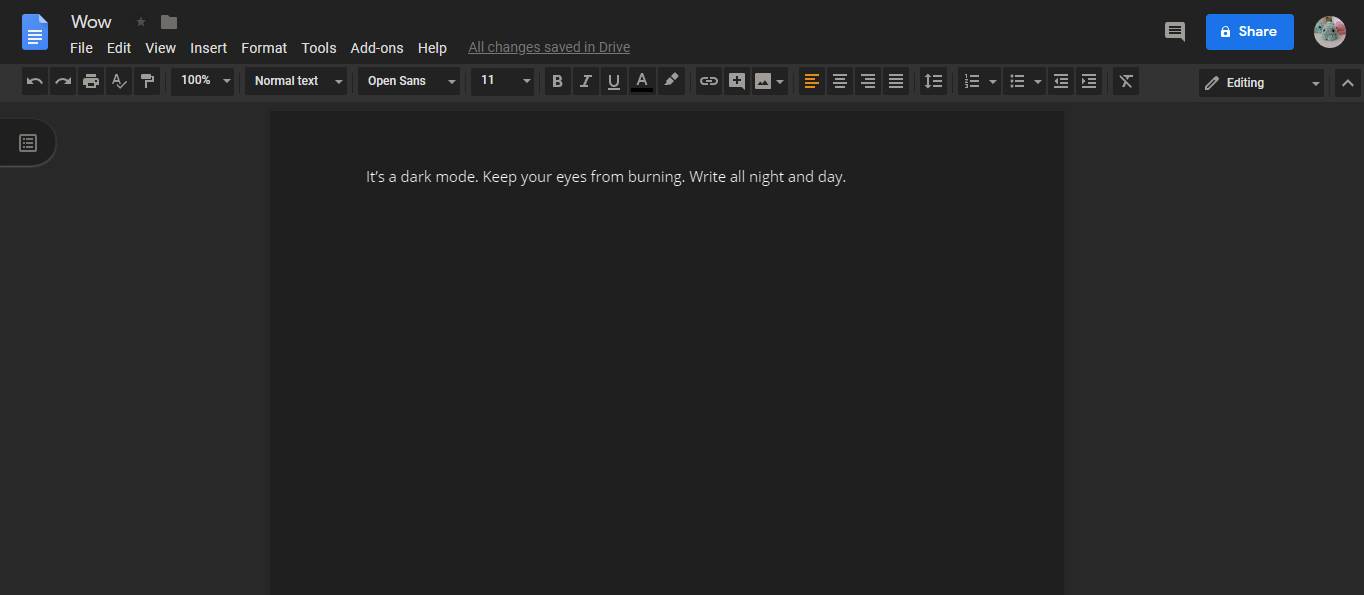 Wow
File Edit View Insert Format Tools Add-ons Help All changes saved in Drive
Share
100% Normal text Open Sans 11 B I U A Editing
It's a dark mode. Keep your eyes from burning. Write all night and day.